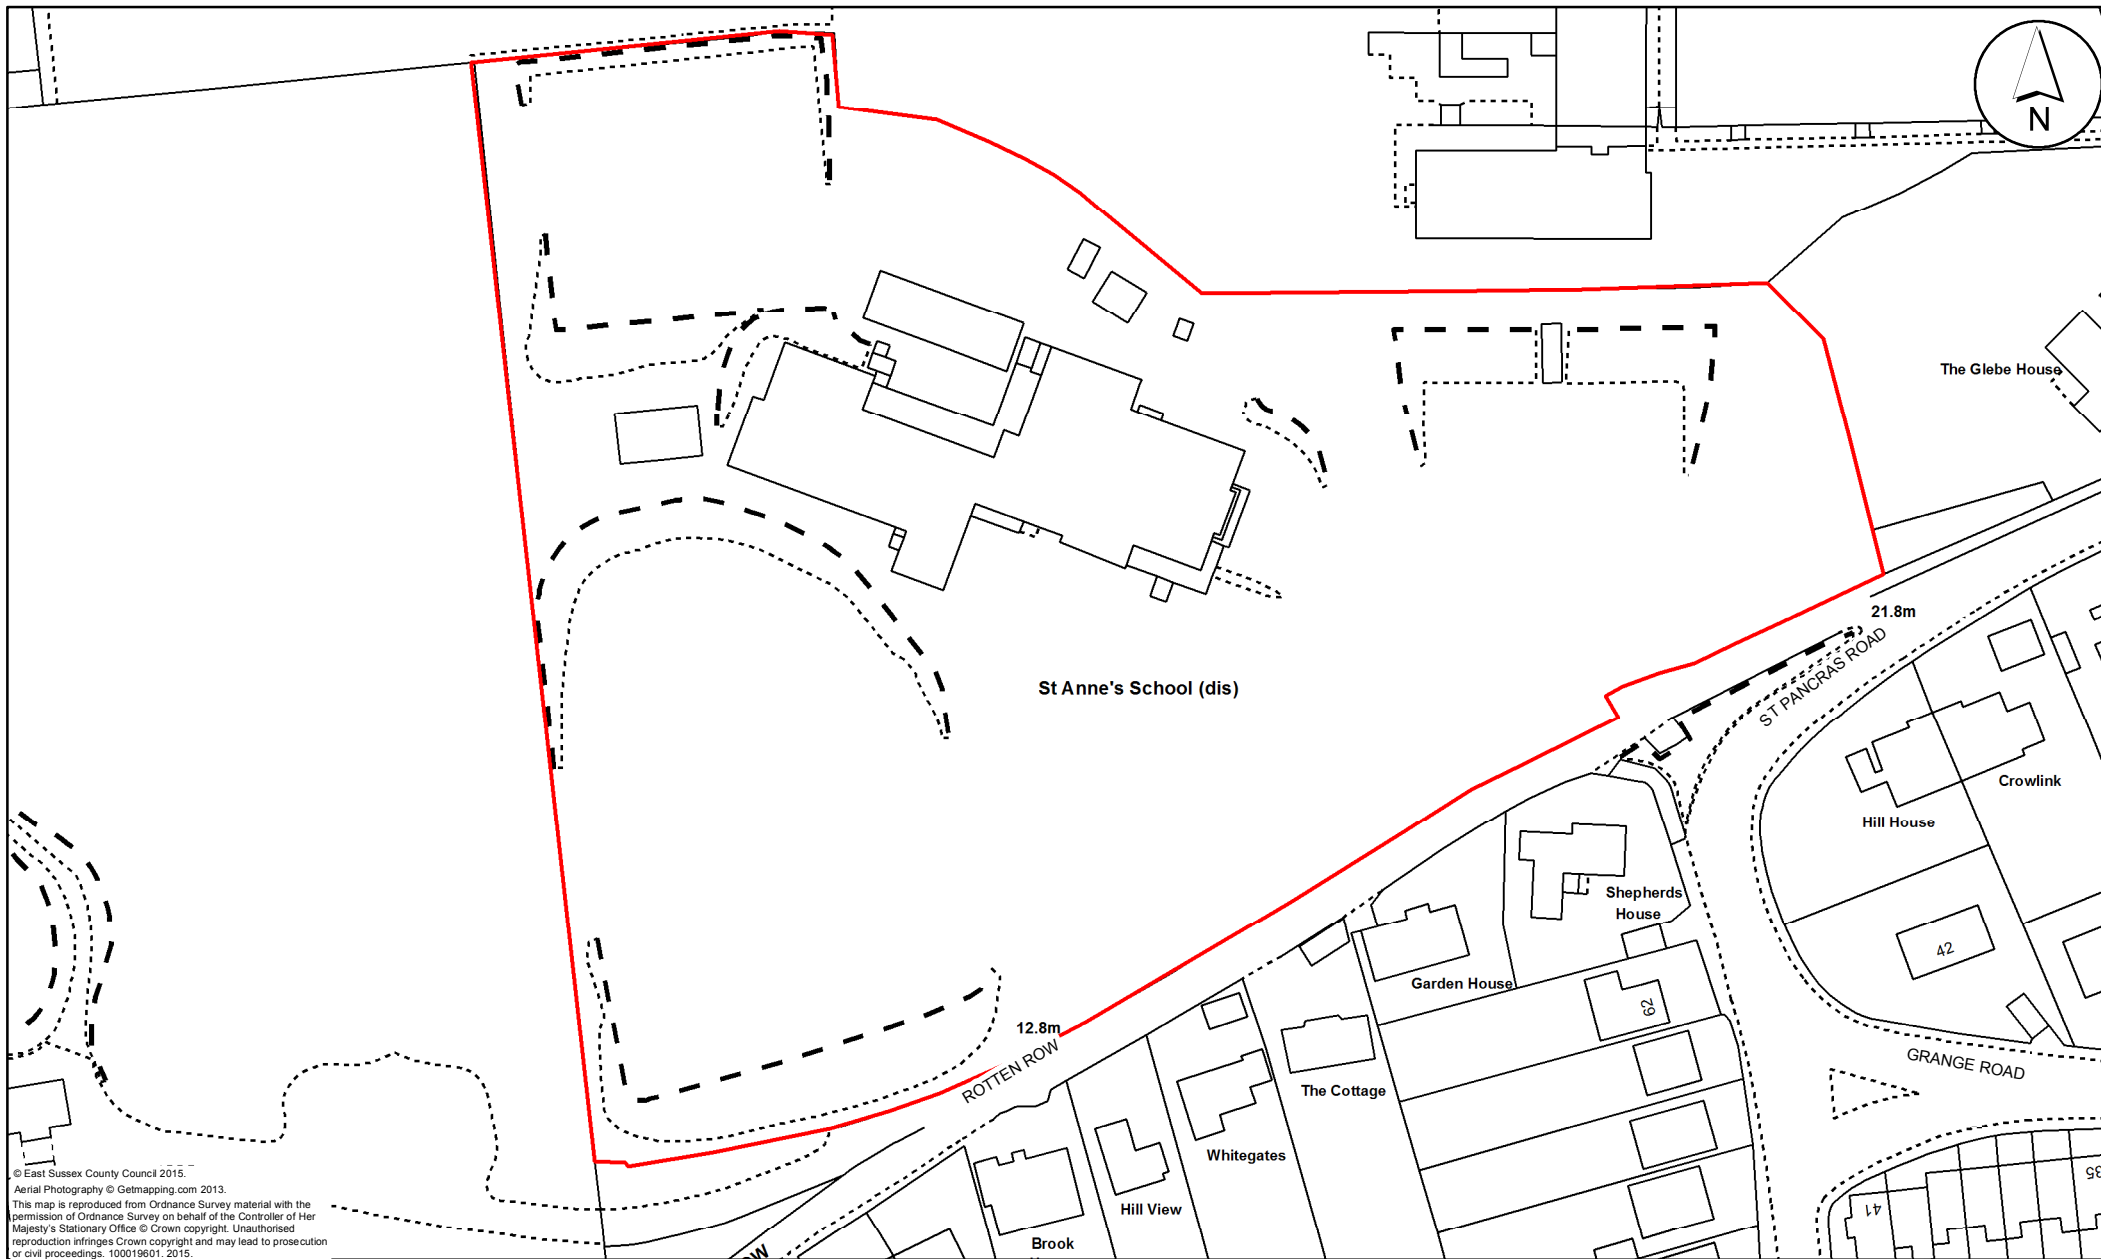 N
The Glebe House
21.8m
ST PANCRAS ROAD
St Anne's School (dis)
Crowlink
Hill House
Shepherds
House
42
Garden House
62
12.8m
ROTTEN ROW
GRANGE ROAD
The Cottage
Whitegates
Hill View
Brook
41
35
© East Sussex County Council 2015.
Aerial Photography © Getmapping.com 2013.
This map is reproduced from Ordnance Survey material with the
permission of Ordnance Survey on behalf of the Controller of Her
Majesty's Stationary Office © Crown copyright. Unauthorised
reproduction infringes Crown copyright and may lead to prosecution
or civil proceedings. 100019601. 2015.